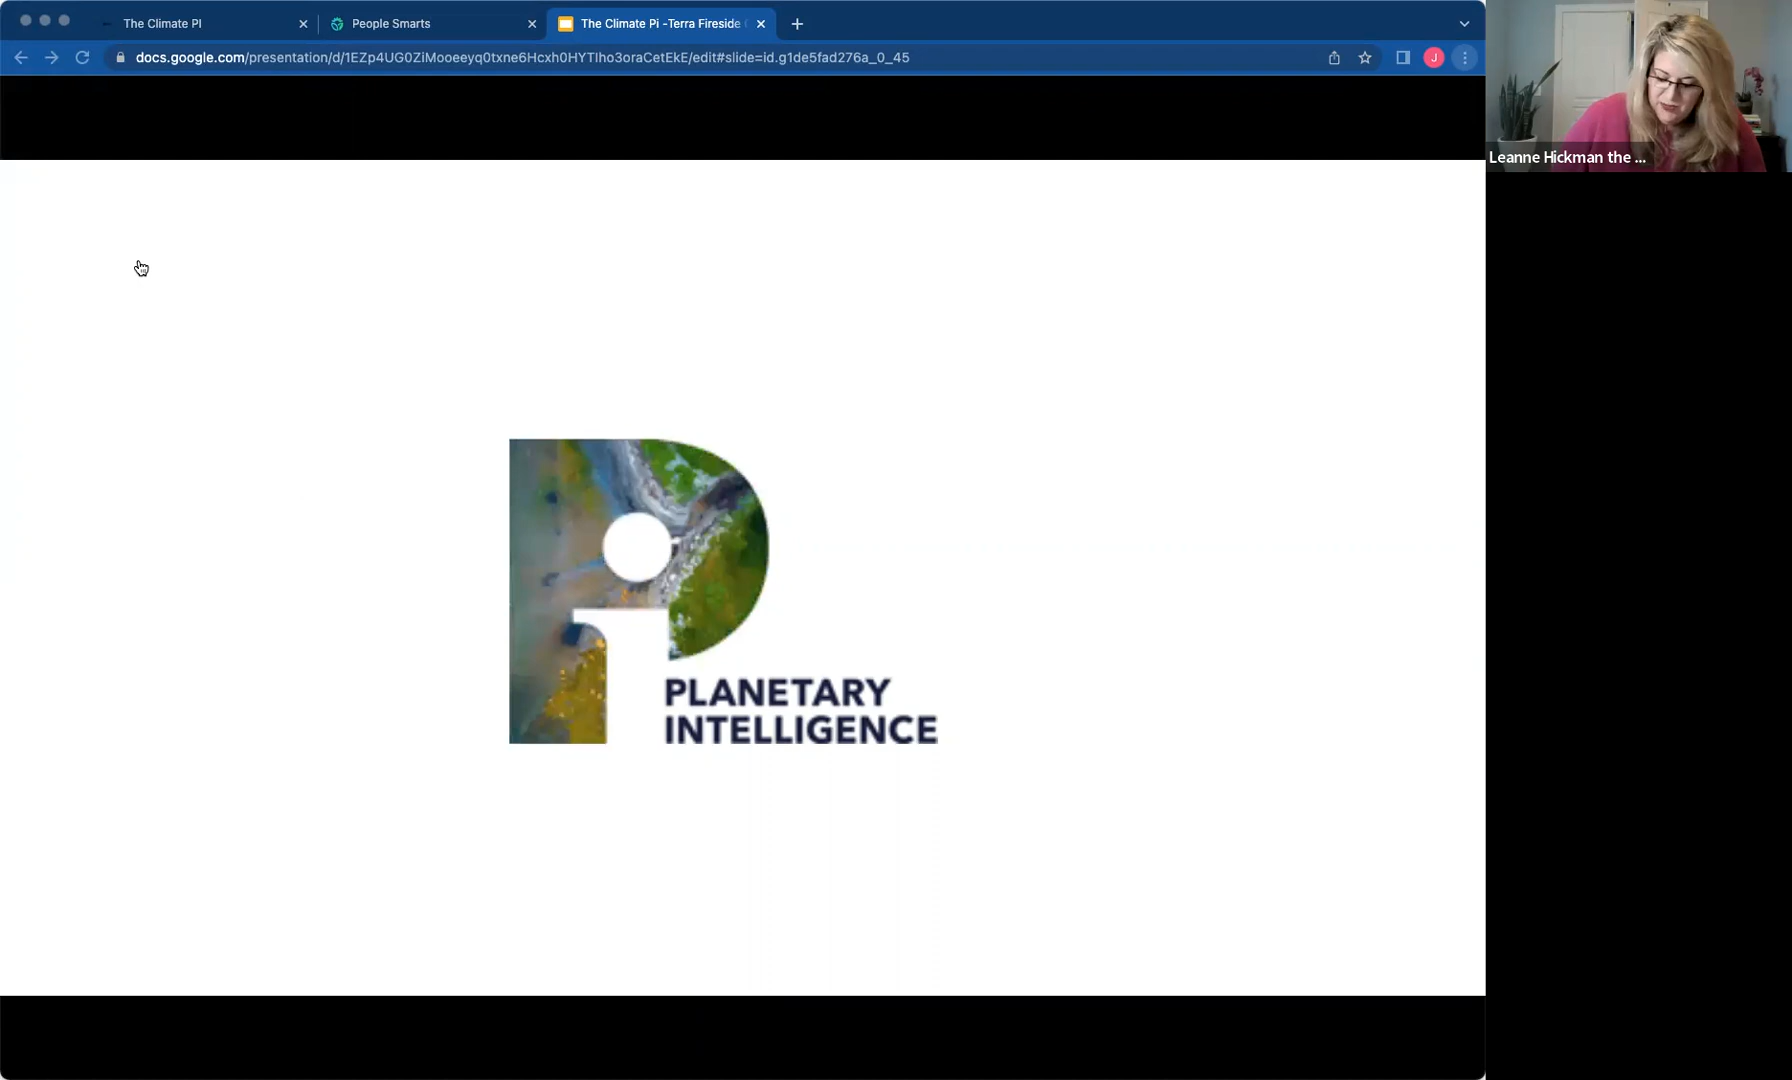 The Climate PI
People Smarts
The Climate Pi -Terra Fireside
docs.google.com/presentation/d/1EZp4UG0ZiMooeeyq0txne6Hcxh0HYTIho3oraCetEkE/edit#slide=id.g1de5fad276a_0_45
J
Leanne Hickman the ...
PLANETARY
INTELLIGENCE